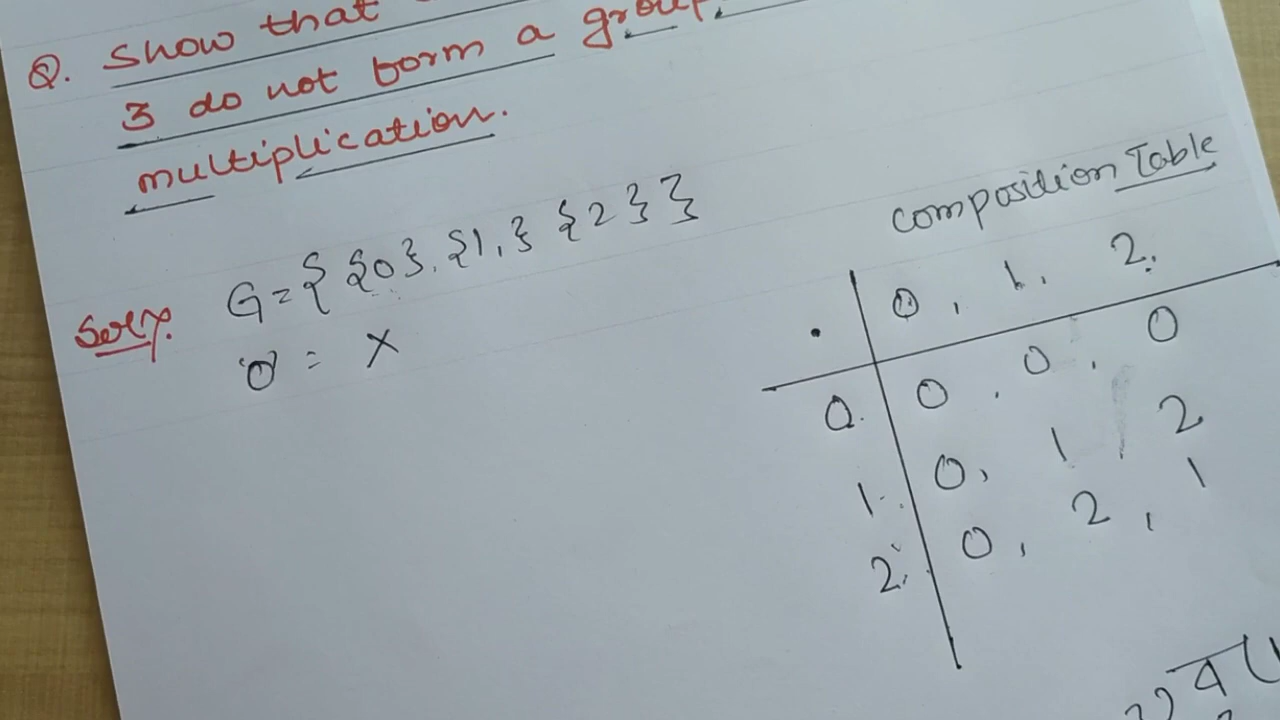 Q. Show that
3 do not form a group
multiplication.
Soln. G = { {0}, {1,} {2} }
'0' = ×
Composition Table
. 0, 1, 2.
0. 0, 0, 0
1. 0, 1, 2
2. 0, 2, 1